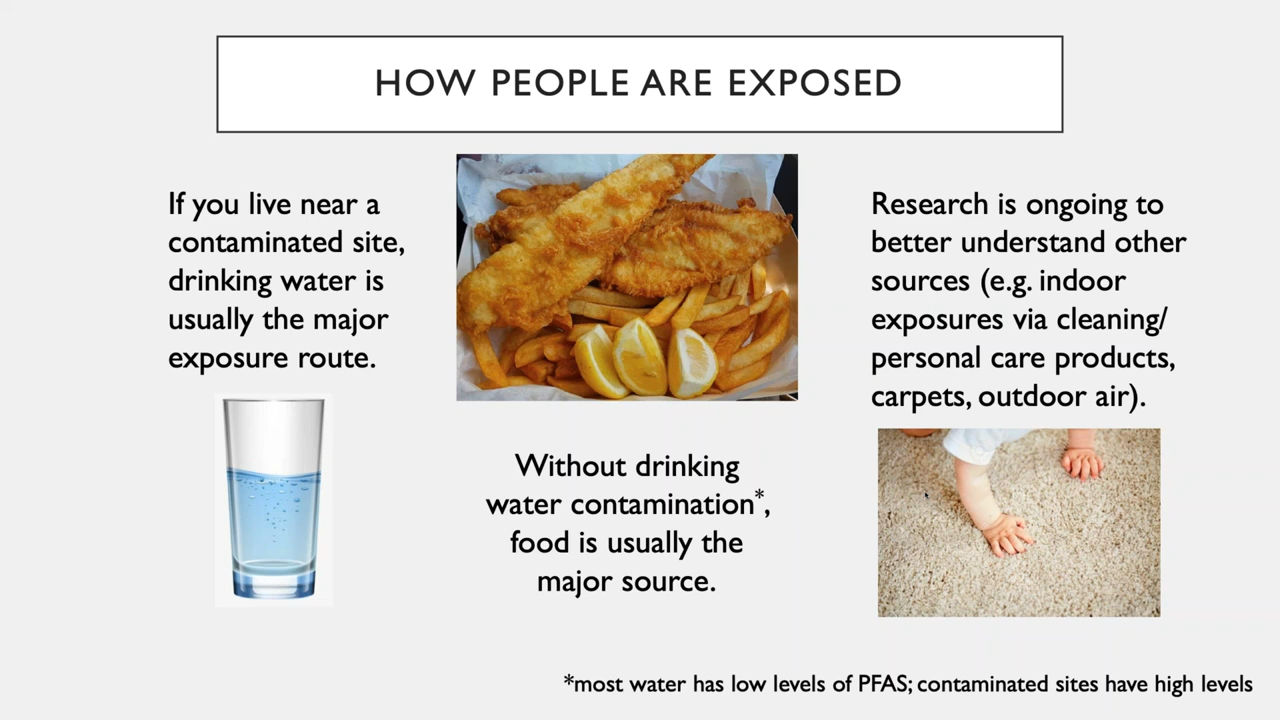 HOW PEOPLE ARE EXPOSED
If you live near a
contaminated site,
drinking water is
usually the major
exposure route.
Without drinking
water contamination*,
food is usually the
major source.
Research is ongoing to
better understand other
sources (e.g. indoor
exposures via cleaning/
personal care products,
carpets, outdoor air).
*most water has low levels of PFAS; contaminated sites have high levels